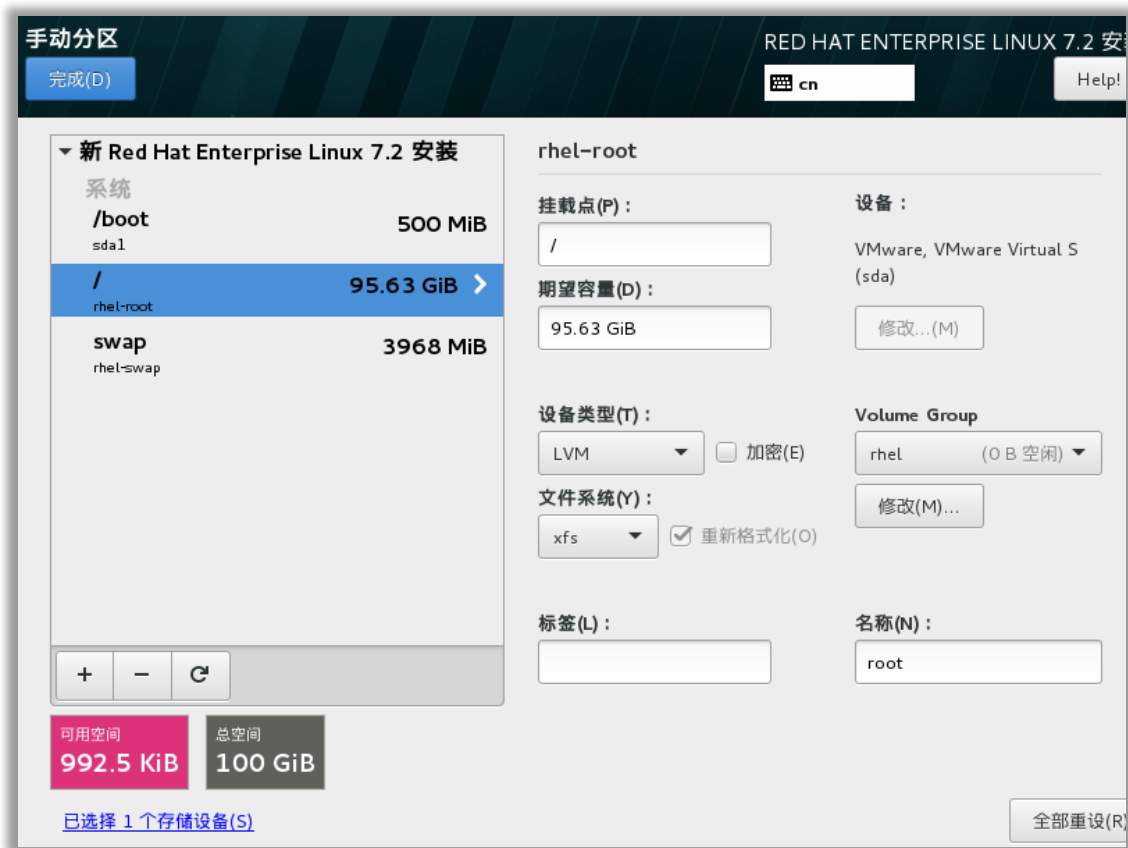 手动分区
RED HAT ENTERPRISE LINUX 7.2 安
完成(D)
cn
Help!
新 Red Hat Enterprise Linux 7.2 安装
系统
/boot
500 MiB
sda1
/
95.63 GiB
rhel-root
swap
3968 MiB
rhel-swap
+ −
可用空间
992.5 KiB
总空间
100 GiB
已选择 1 个存储设备(S)
rhel-root
挂载点(P)：
/
期望容量(D)：
95.63 GiB
设备：
VMware, VMware Virtual S
(sda)
修改...(M)
设备类型(T)：
LVM
加密(E)
Volume Group
rhel (0 B 空闲)
修改(M)...
文件系统(Y)：
xfs
重新格式化(O)
标签(L)：
名称(N)：
root
全部重设(R)